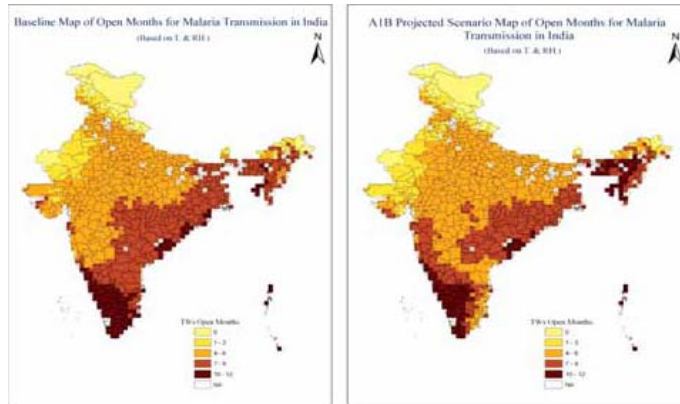 Baseline Map of Open Months for Malaria Transmission in India
(Based on T. & RH.)
N
TWs Open Months
0
1 - 3
4 - 6
7 - 9
10 - 12
NA
A1B Projected Scenario Map of Open Months for Malaria
Transmission in India
(Based on T. & RH.)
N
TWs Open Months
0
1 - 3
4 - 6
7 - 9
10 - 12
NA